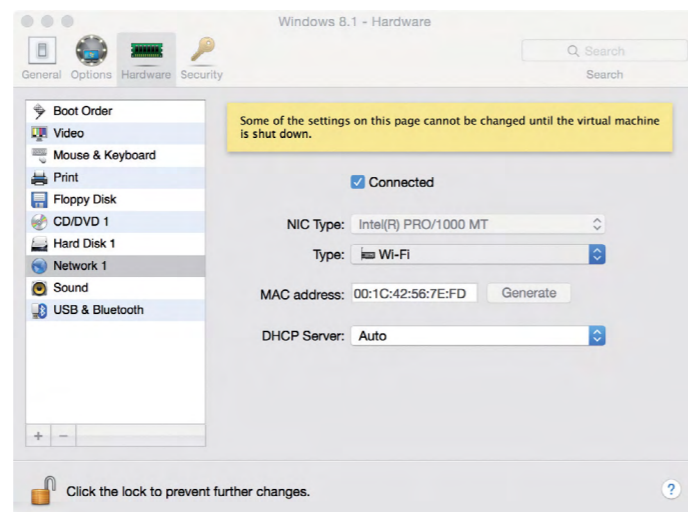 Windows 8.1 - Hardware
General Options Hardware Security
Search
Search
Boot Order
Video
Mouse & Keyboard
Print
Floppy Disk
CD/DVD 1
Hard Disk 1
Network 1
Sound
USB & Bluetooth
+ −
Some of the settings on this page cannot be changed until the virtual machine
is shut down.
Connected
NIC Type: Intel(R) PRO/1000 MT
Type: Wi-Fi
MAC address: 00:1C:42:56:7E:FD Generate
DHCP Server: Auto
Click the lock to prevent further changes.
?